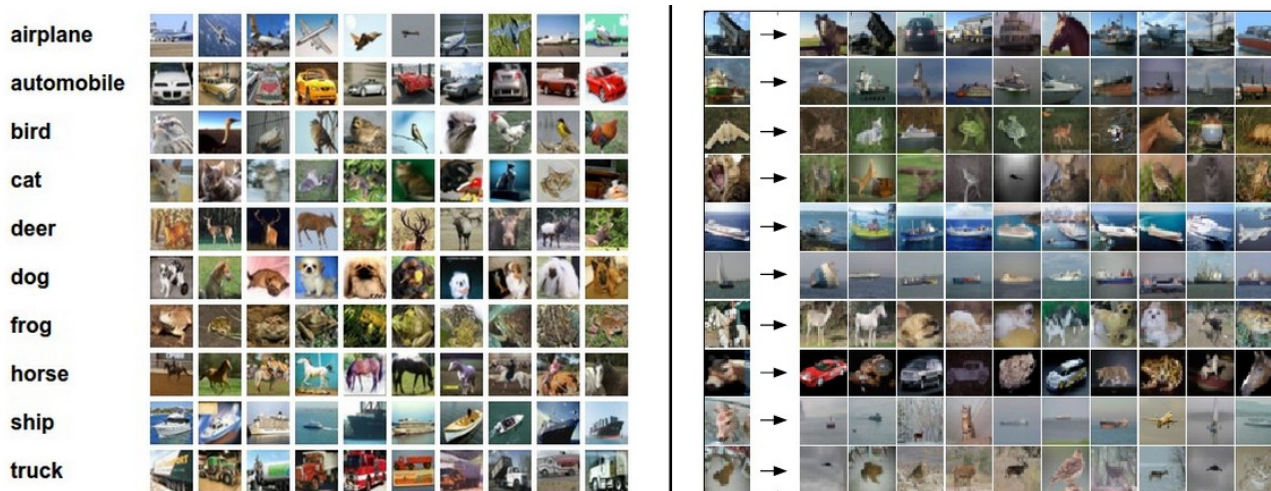 airplane
automobile
bird
cat
deer
dog
frog
horse
ship
truck